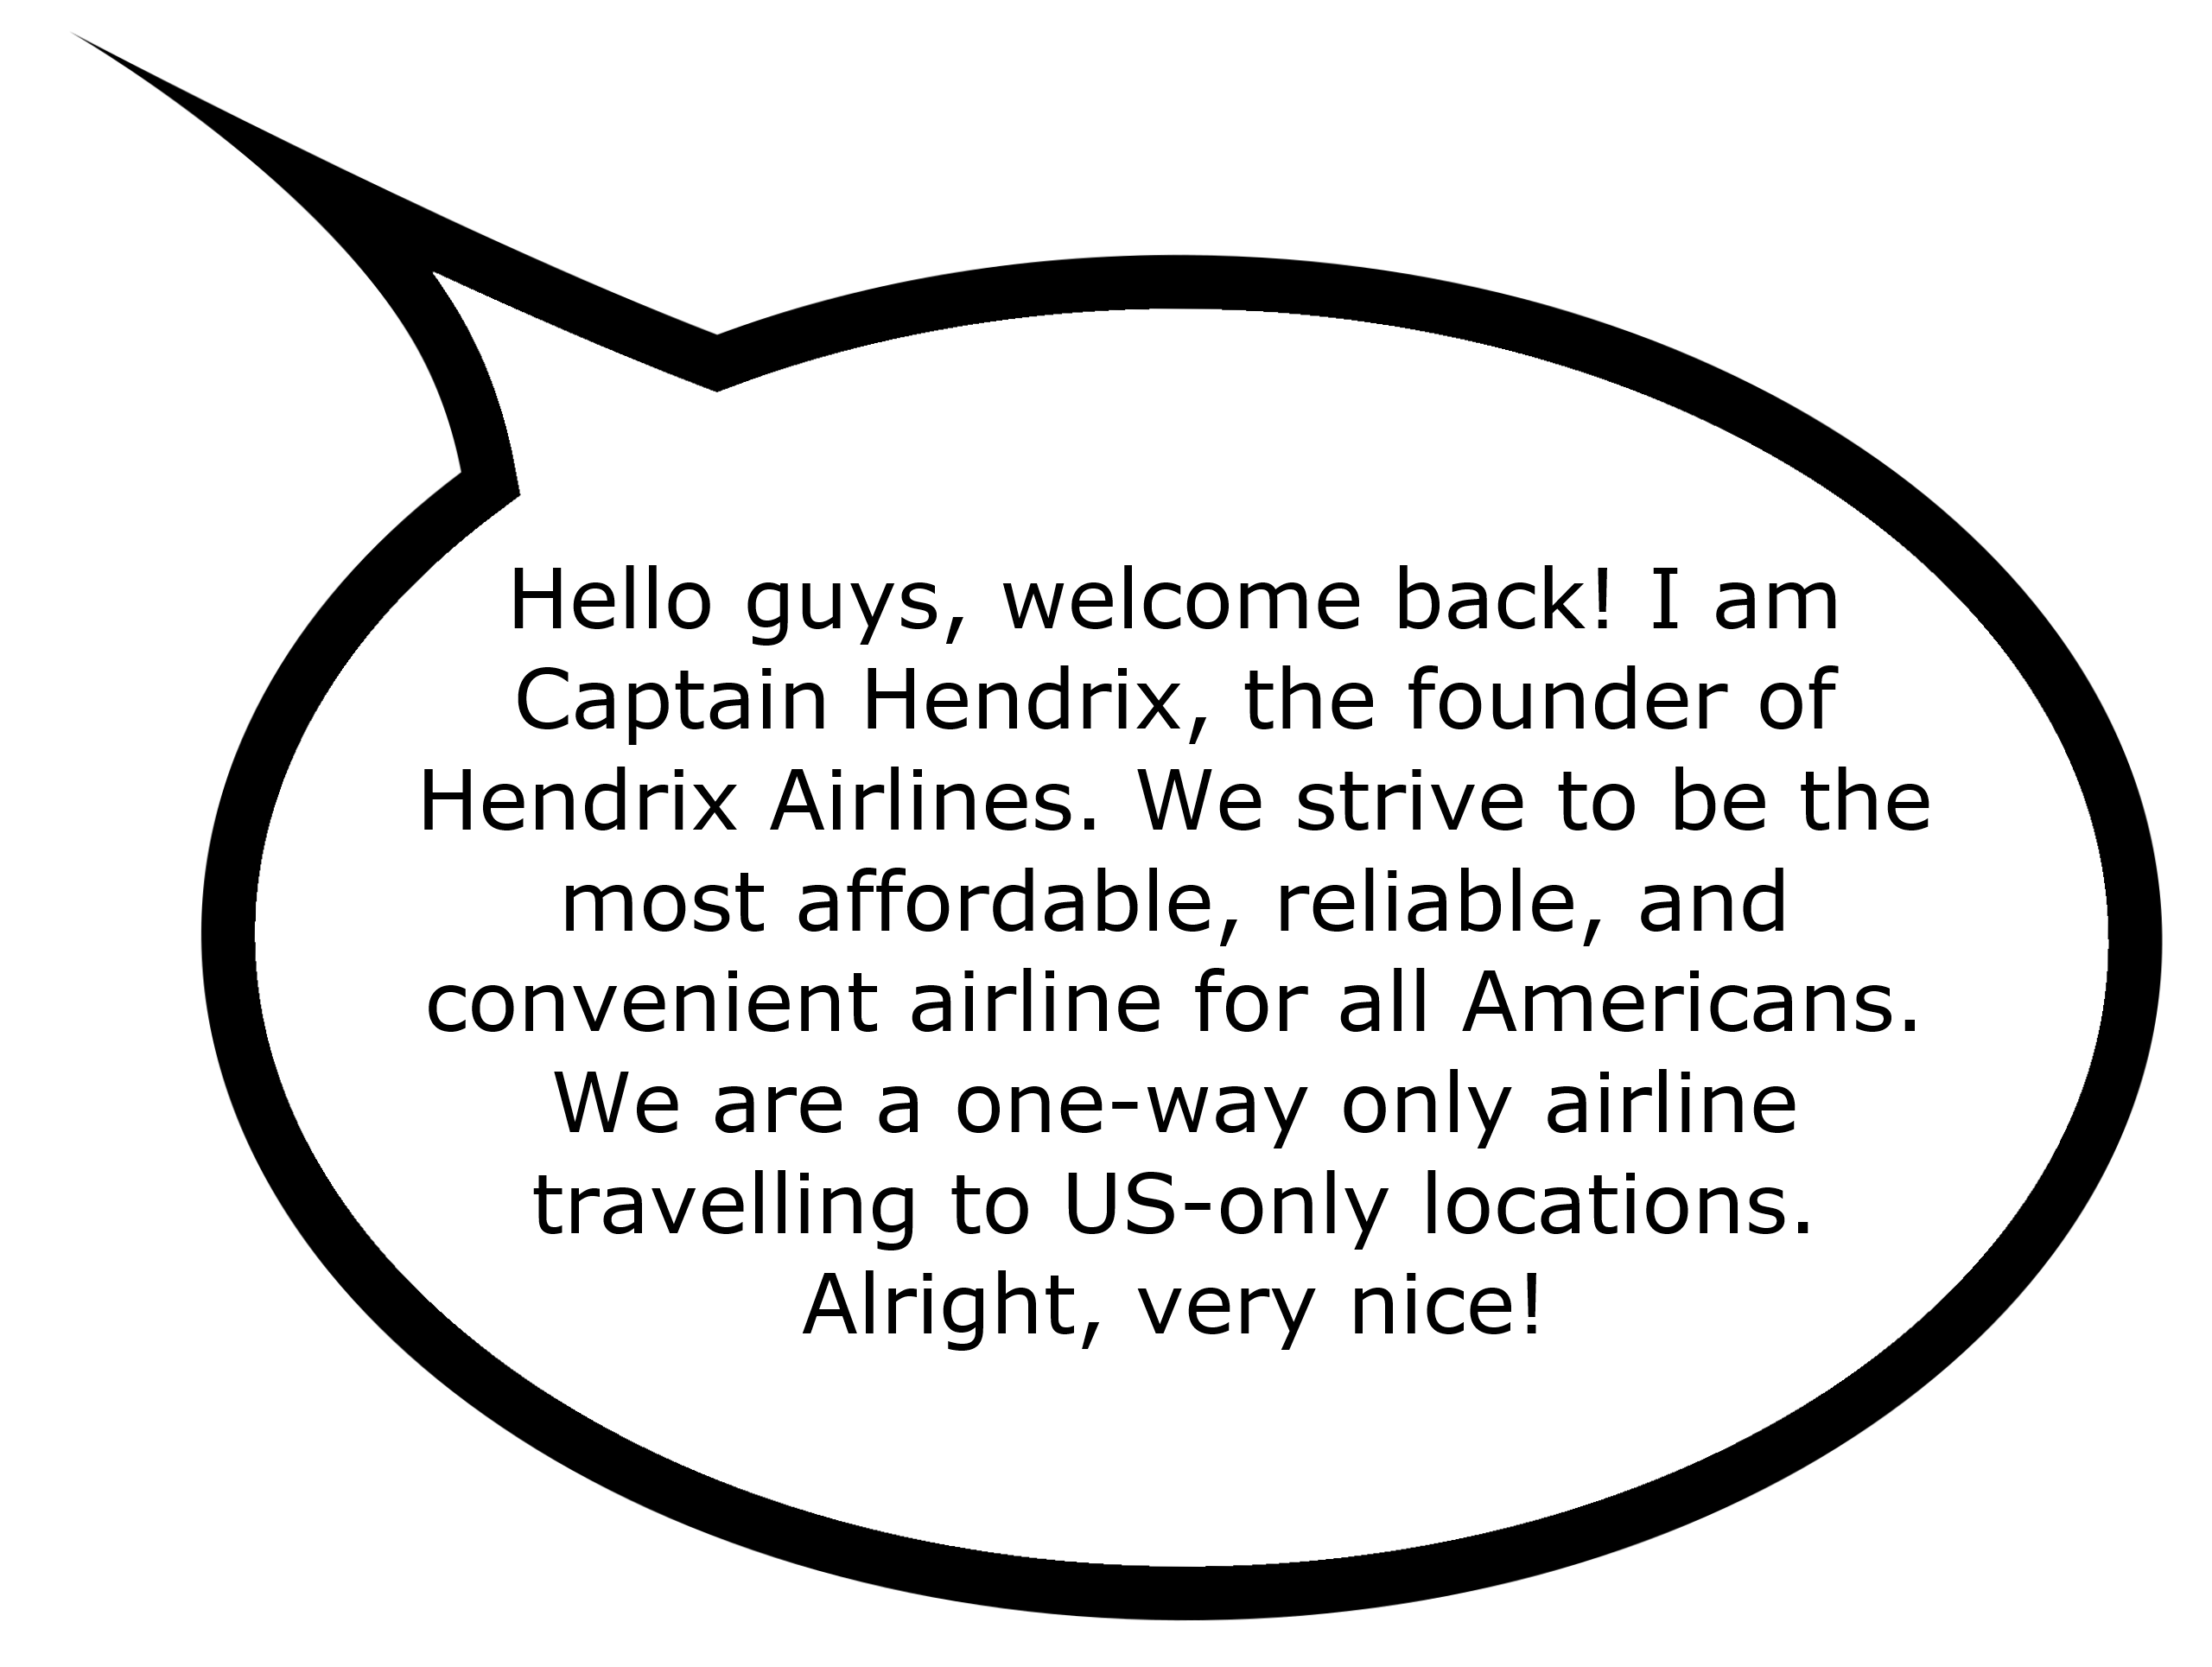 Hello guys, welcome back! I am
Captain Hendrix, the founder of
Hendrix Airlines. We strive to be the
most affordable, reliable, and
convenient airline for all Americans.
We are a one-way only airline
travelling to US-only locations.
Alright, very nice!